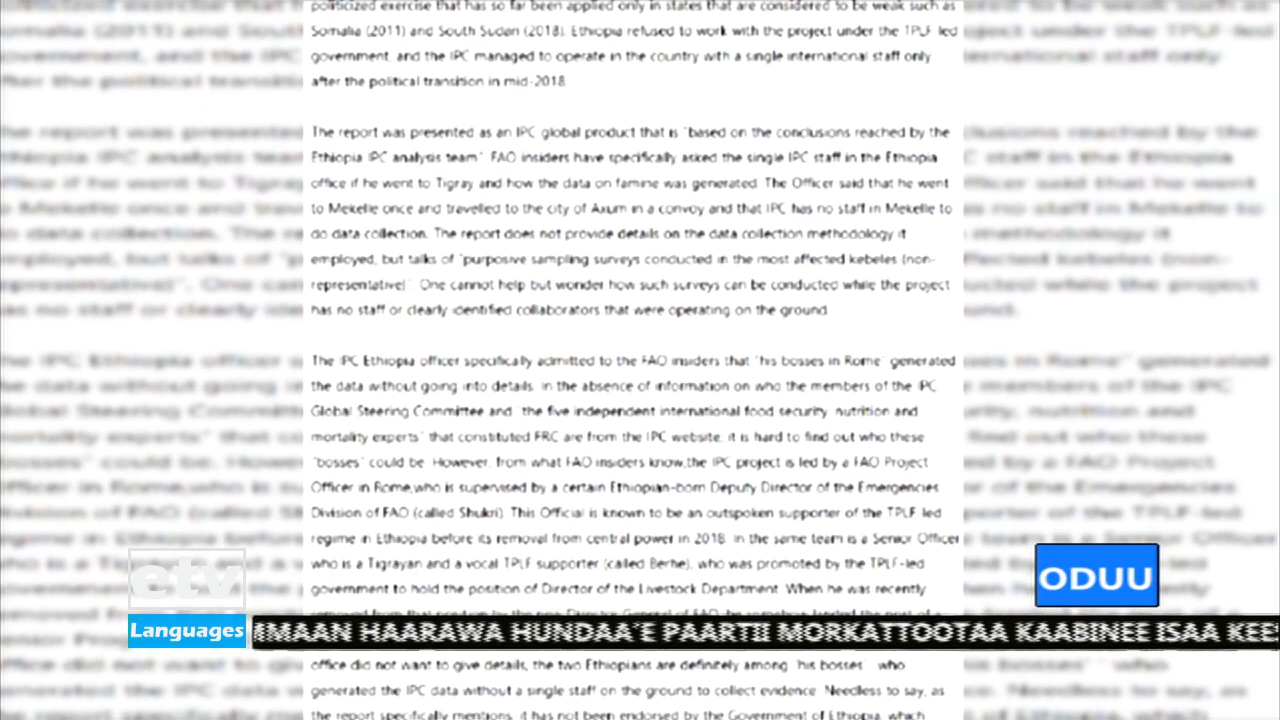 politicized exercise that has so far been applied only in states that are considered to be weak such as
Somalia (2011) and South Sudan (2018). Ethiopia refused to work with the project under the TPLF-led
government, and the IPC managed to operate in the country with a single international staff only
after the political transition in mid-2018.
The report was presented as an IPC global product that is "based on the conclusions reached by the
Ethiopia IPC analysis team". FAO insiders have specifically asked the single IPC staff in the Ethiopia
office if he went to Tigray and how the data on famine was generated. The Officer said that he went
to Mekelle once and travelled to the city of Axum in a convoy and that IPC has no staff in Mekelle to
do data collection. The report does not provide details on the data collection methodology it
employed, but talks of "purposive sampling surveys conducted in the most affected kebeles (non-
representative)". One cannot help but wonder how such surveys can be conducted while the project
has no staff or clearly identified collaborators that were operating on the ground.
The IPC Ethiopia officer specifically admitted to the FAO insiders that "his bosses in Rome" generated
the data without going into details. In the absence of information on who the members of the IPC
Global Steering Committee and "the five independent international food security, nutrition and
mortality experts" that constituted FRC are from the IPC website, it is hard to find out who these
"bosses" could be. However, from what FAO insiders know,the IPC project is led by a FAO Project
Officer in Rome,who is supervised by a certain Ethiopian-born Deputy Director of the Emergencies
Division of FAO (called Shukri). This Official is known to be an outspoken supporter of the TPLF led
regime in Ethiopia before its removal from central power in 2018. In the same team is a Senior Officer
who is a Tigrayan and a vocal TPLF supporter (called Berhe), who was promoted by the TPLF-led
government to hold the position of Director of the Livestock Department. When he was recently
removed from that position by the new Director General of FAO, he somehow landed the post of a
etv
Languages
ODUU
MMAAN HAARAWA HUNDAA'E PAARTII MORKATTOOTAA KAABINEE ISAA KEE
office did not want to give details, the two Ethiopians are definitely among "his bosses" who
generated the IPC data without a single staff on the ground to collect evidence. Needless to say, as
the report specifically mentions, it has not been endorsed by the Government of Ethiopia, which